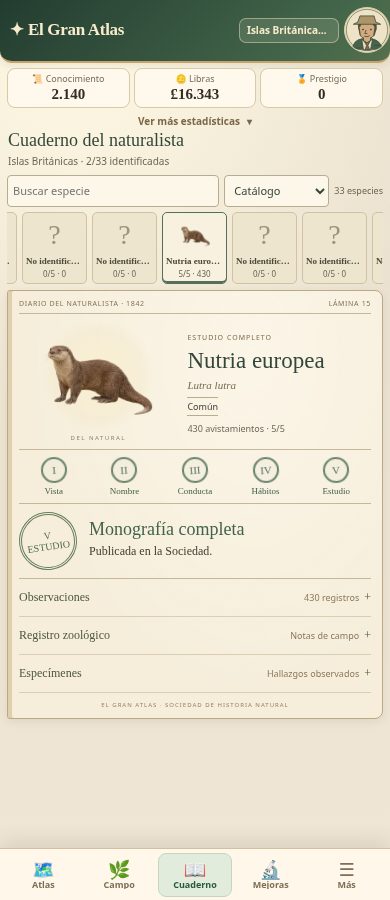 ✦ El Gran Atlas
Islas Británica...
📜 Conocimiento
2.140
🪙 Libras
£16.343
🏅 Prestigio
0
Ver más estadísticas ▼
Cuaderno del naturalista
Islas Británicas · 2/33 identificadas
Buscar especie
Catálogo
33 especies
?
No identific...
0/5 · 0
?
No identific...
0/5 · 0
Nutria euro...
5/5 · 430
?
No identific...
0/5 · 0
?
No identific...
0/5 · 0
N
DIARIO DEL NATURALISTA · 1842
LÁMINA 15
ESTUDIO COMPLETO
Nutria europea
Lutra lutra
Común
430 avistamientos · 5/5
DEL NATURAL
I
Vista
II
Nombre
III
Conducta
IV
Hábitos
V
Estudio
V
ESTUDIO
Monografía completa
Publicada en la Sociedad.
Observaciones
430 registros +
Registro zoológico
Notas de campo +
Especímenes
Hallazgos observados +
EL GRAN ATLAS · SOCIEDAD DE HISTORIA NATURAL
Atlas
Campo
Cuaderno
Mejoras
Más